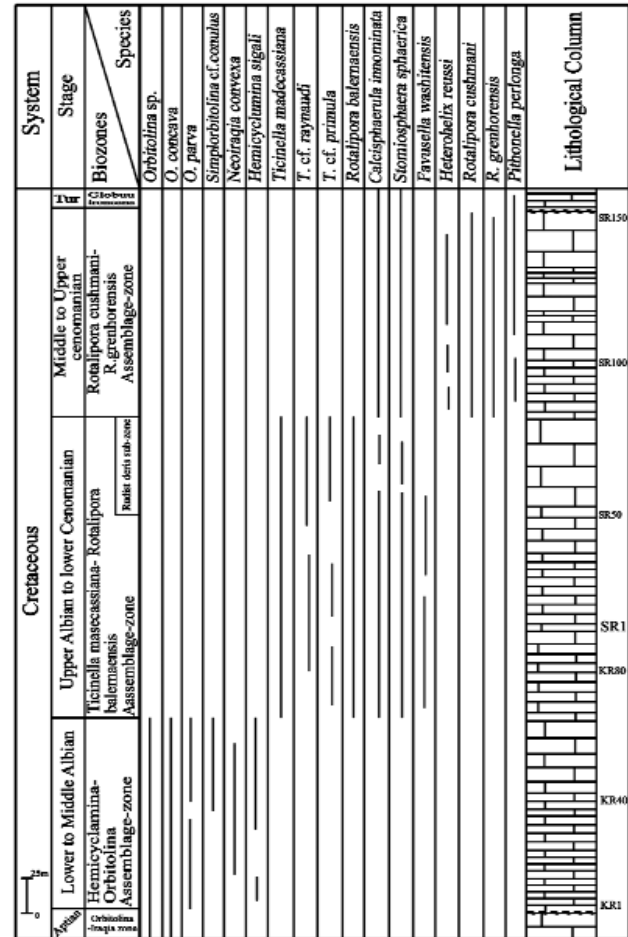 System
Stage
Biozones
Species
Orbitolina sp.
O. concava
O. parva
Simplorbitolina cf.conulus
Neoiraqia convexa
Hemicyclumina sigali
Ticinella madecassiana
T. cf. raynaudi
T. cf. primula
Rotalipora balernaensis
Calcisphaerula innominata
Stomiosphaera sphaerica
Favusella washitensis
Heterohelix reussi
Rotalipora cushmani
R. grenhorensis
Pithonella perlonga
Lithological Column
Cretaceous
Tur
Middle to Upper
cenomanian
Rotalipora cushmani-
R.grenhorensis
Assemblage-zone
Upper Albian to lower Cenomanian
Ticinella masecassiana- Rotalipora
balernaensis
Aassemblage-zone
Rudist deris sub-zone
Lower to Middle Albian
Hemicyclamina-
Orbitolina
Assemblage-zone
Aptian
Orbitolina
-Iraqia zone
SR150
SR100
SR50
SR1
KR80
KR40
KR1
25m
0